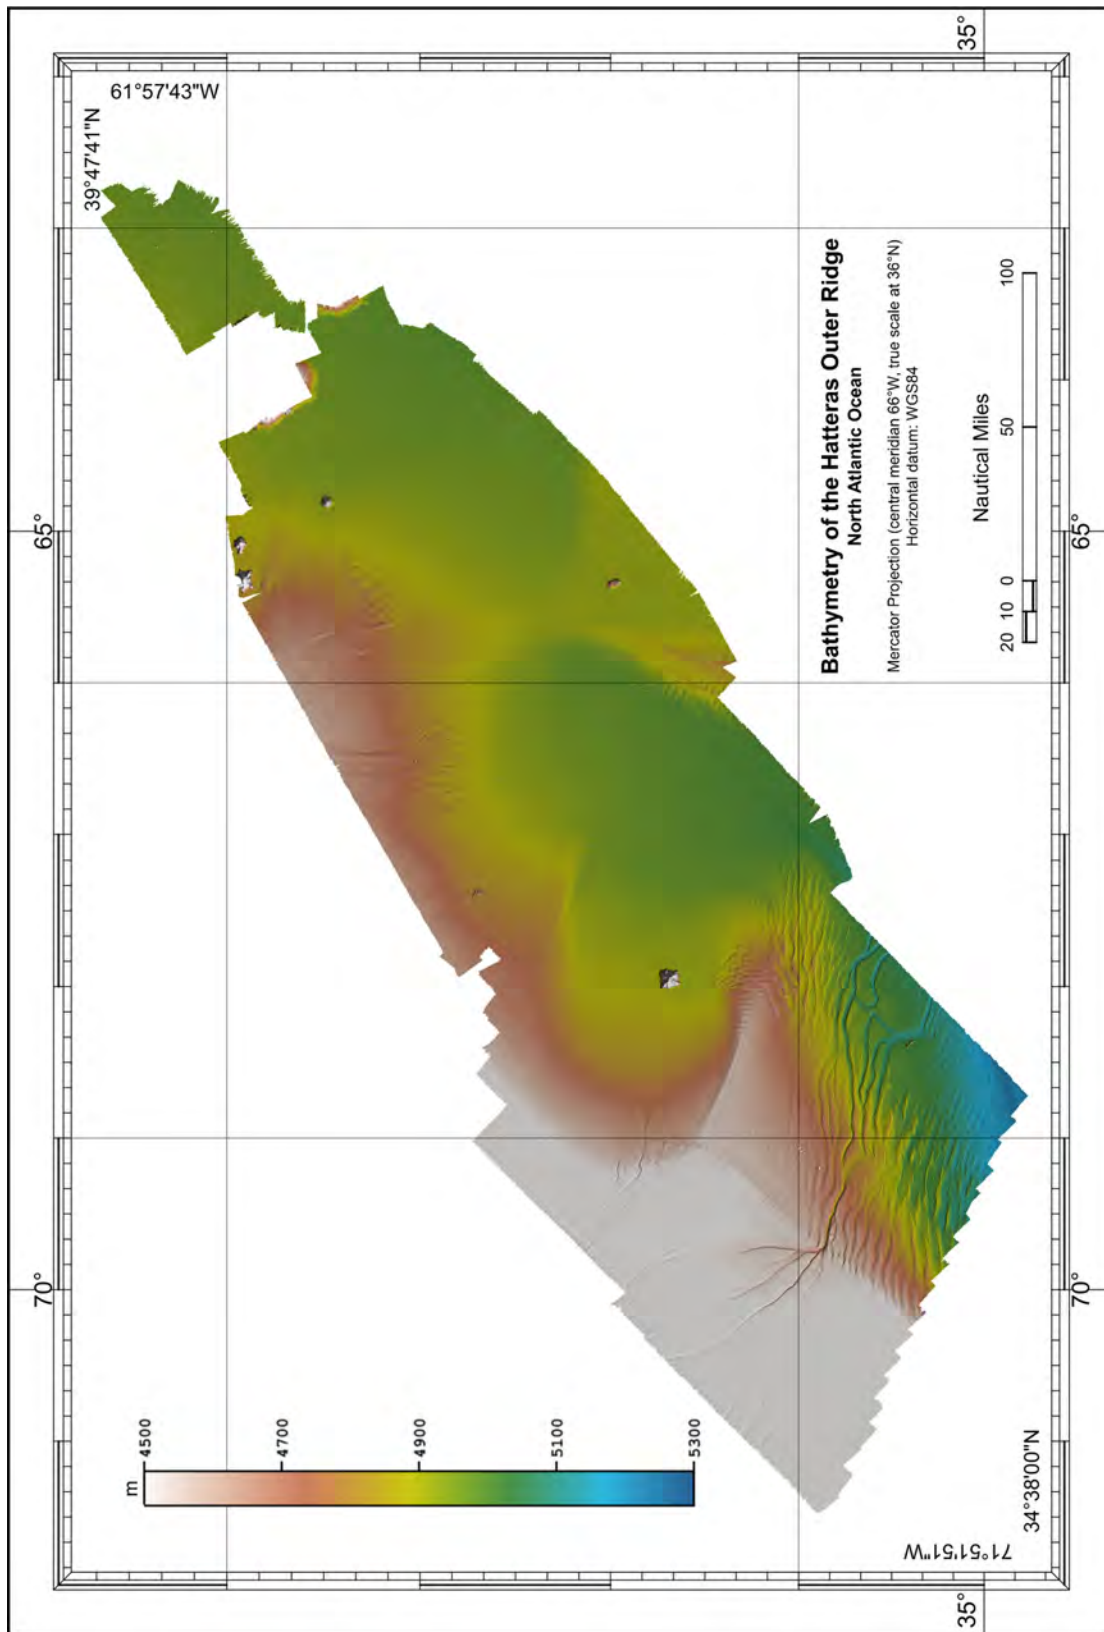 39°47'41"N
61°57'43"W
35°
65°
65°
70°
70°
35°
Bathymetry of the Hatteras Outer Ridge
North Atlantic Ocean
Mercator Projection (central meridian 66°W, true scale at 36°N)
Horizontal datum: WGS84
Nautical Miles
20 10 0 50 100
m
4500
4700
4900
5100
5300
71°51'51"W
34°38'00"N